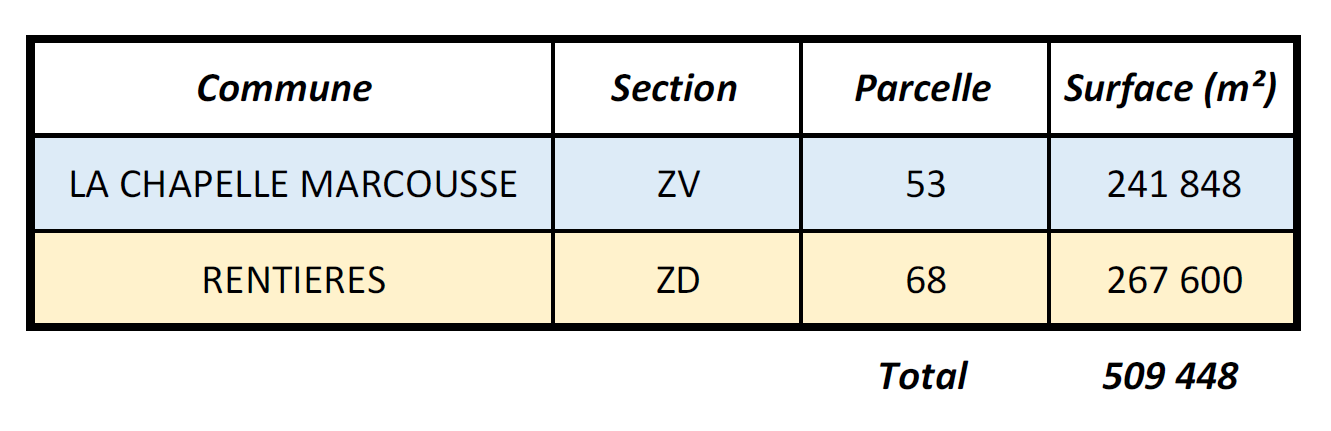 Commune Section Parcelle Surface (m²)
LA CHAPELLE MARCOUSSE ZV 53 241 848
RENTIERES ZD 68 267 600
Total 509 448